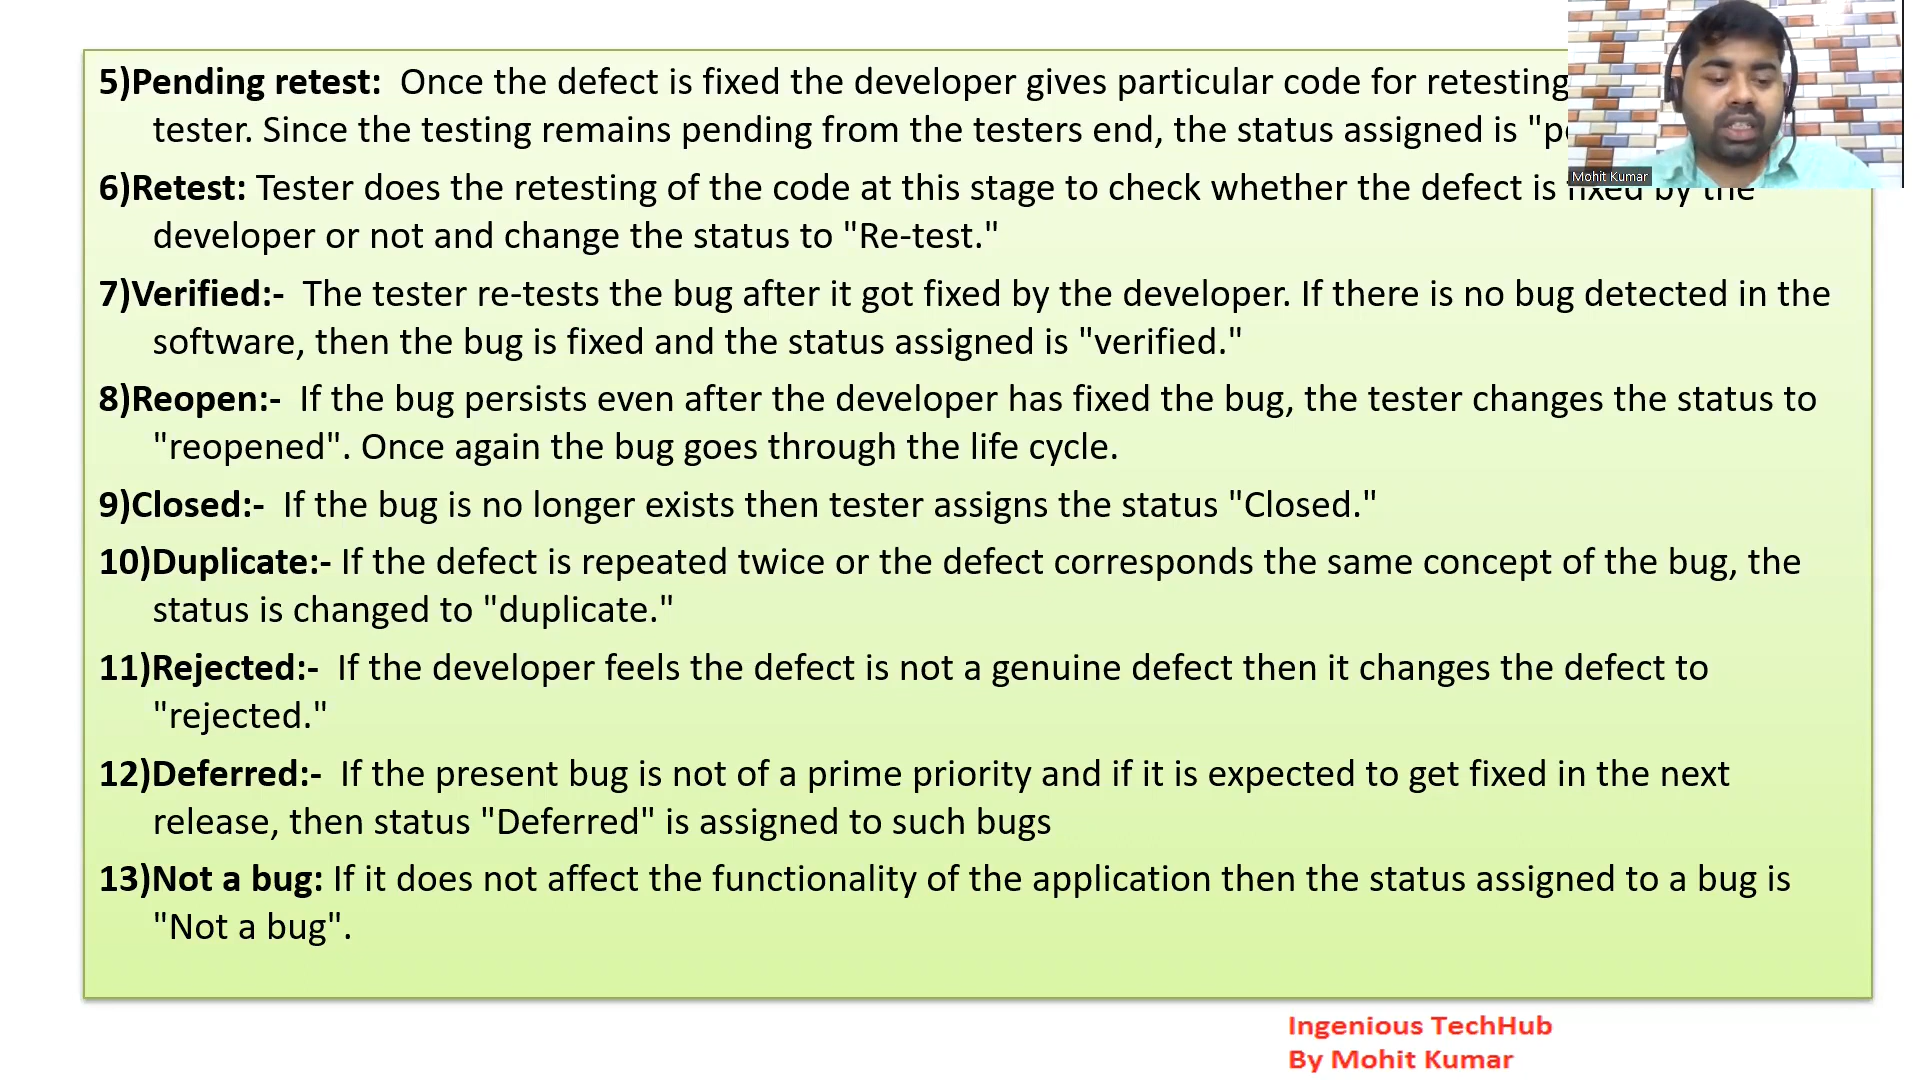 5)Pending retest: Once the defect is fixed the developer gives particular code for retesting
tester. Since the testing remains pending from the testers end, the status assigned is
6)Retest: Tester does the retesting of the code at this stage to check whether the defect is fixed by the
developer or not and change the status to "Re-test."
7)Verified:- The tester re-tests the bug after it got fixed by the developer. If there is no bug detected in the
software, then the bug is fixed and the status assigned is "verified."
8)Reopen:- If the bug persists even after the developer has fixed the bug, the tester changes the status to
"reopened". Once again the bug goes through the life cycle.
9)Closed:- If the bug is no longer exists then tester assigns the status "Closed."
10)Duplicate:- If the defect is repeated twice or the defect corresponds the same concept of the bug, the
status is changed to "duplicate."
11)Rejected:- If the developer feels the defect is not a genuine defect then it changes the defect to
"rejected."
12)Deferred:- If the present bug is not of a prime priority and if it is expected to get fixed in the next
release, then status "Deferred" is assigned to such bugs
13)Not a bug: If it does not affect the functionality of the application then the status assigned to a bug is
"Not a bug".
Mohit Kumar
Ingenious TechHub
By Mohit Kumar